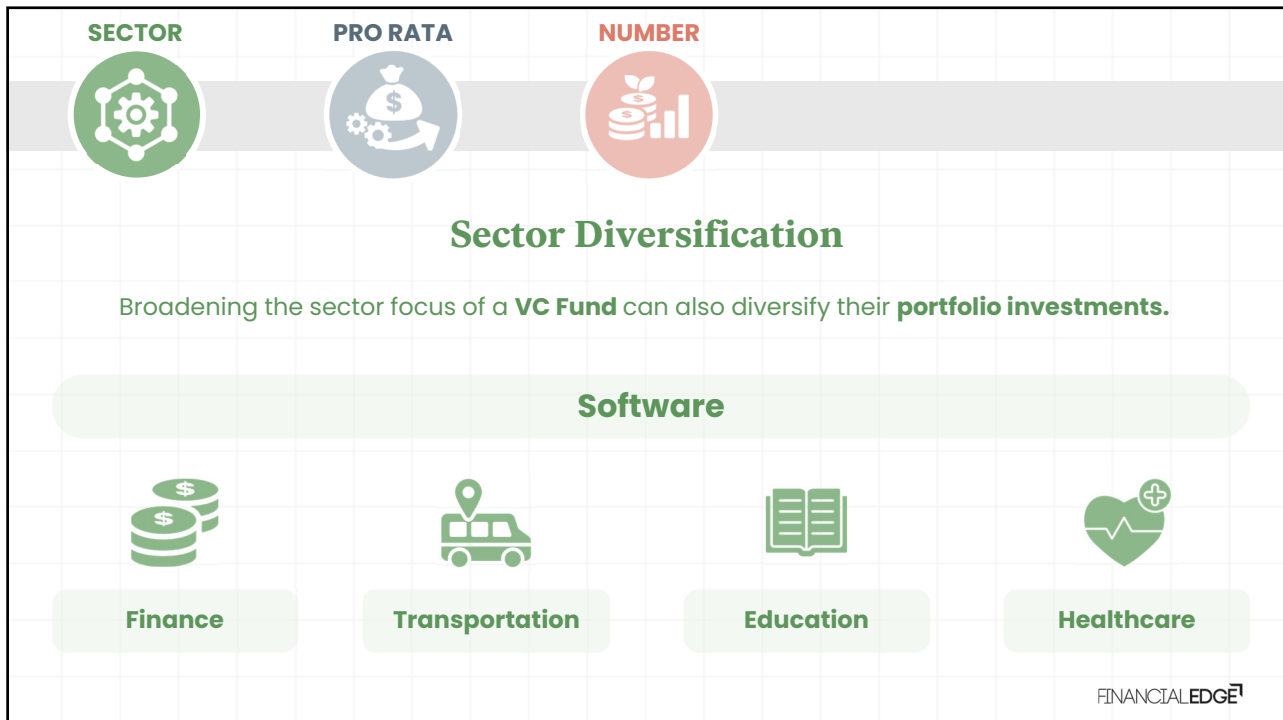 SECTOR PRO RATA NUMBER
$
$
Sector Diversification
Broadening the sector focus of a VC Fund can also diversify their portfolio investments.
Software
$
$
Finance Transportation Education Healthcare
FINANCIALEDGE